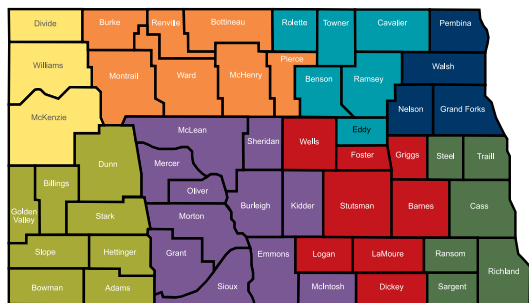 Divide
Burke
Renville
Bottineau
Rolette
Towner
Cavalier
Pembina
Williams
Montrail
Ward
McHenry
Pierce
Benson
Ramsey
Walsh
Nelson
Grand Forks
McKenzie
McLean
Sheridan
Wells
Eddy
Foster
Griggs
Steel
Traill
Dunn
Mercer
Oliver
Billings
Golden
Valley
Stark
Morton
Burleigh
Kidder
Stutsman
Barnes
Cass
Slope
Hettinger
Grant
Emmons
Logan
LaMoure
Ransom
Richland
Bowman
Adams
Sioux
McIntosh
Dickey
Sargent